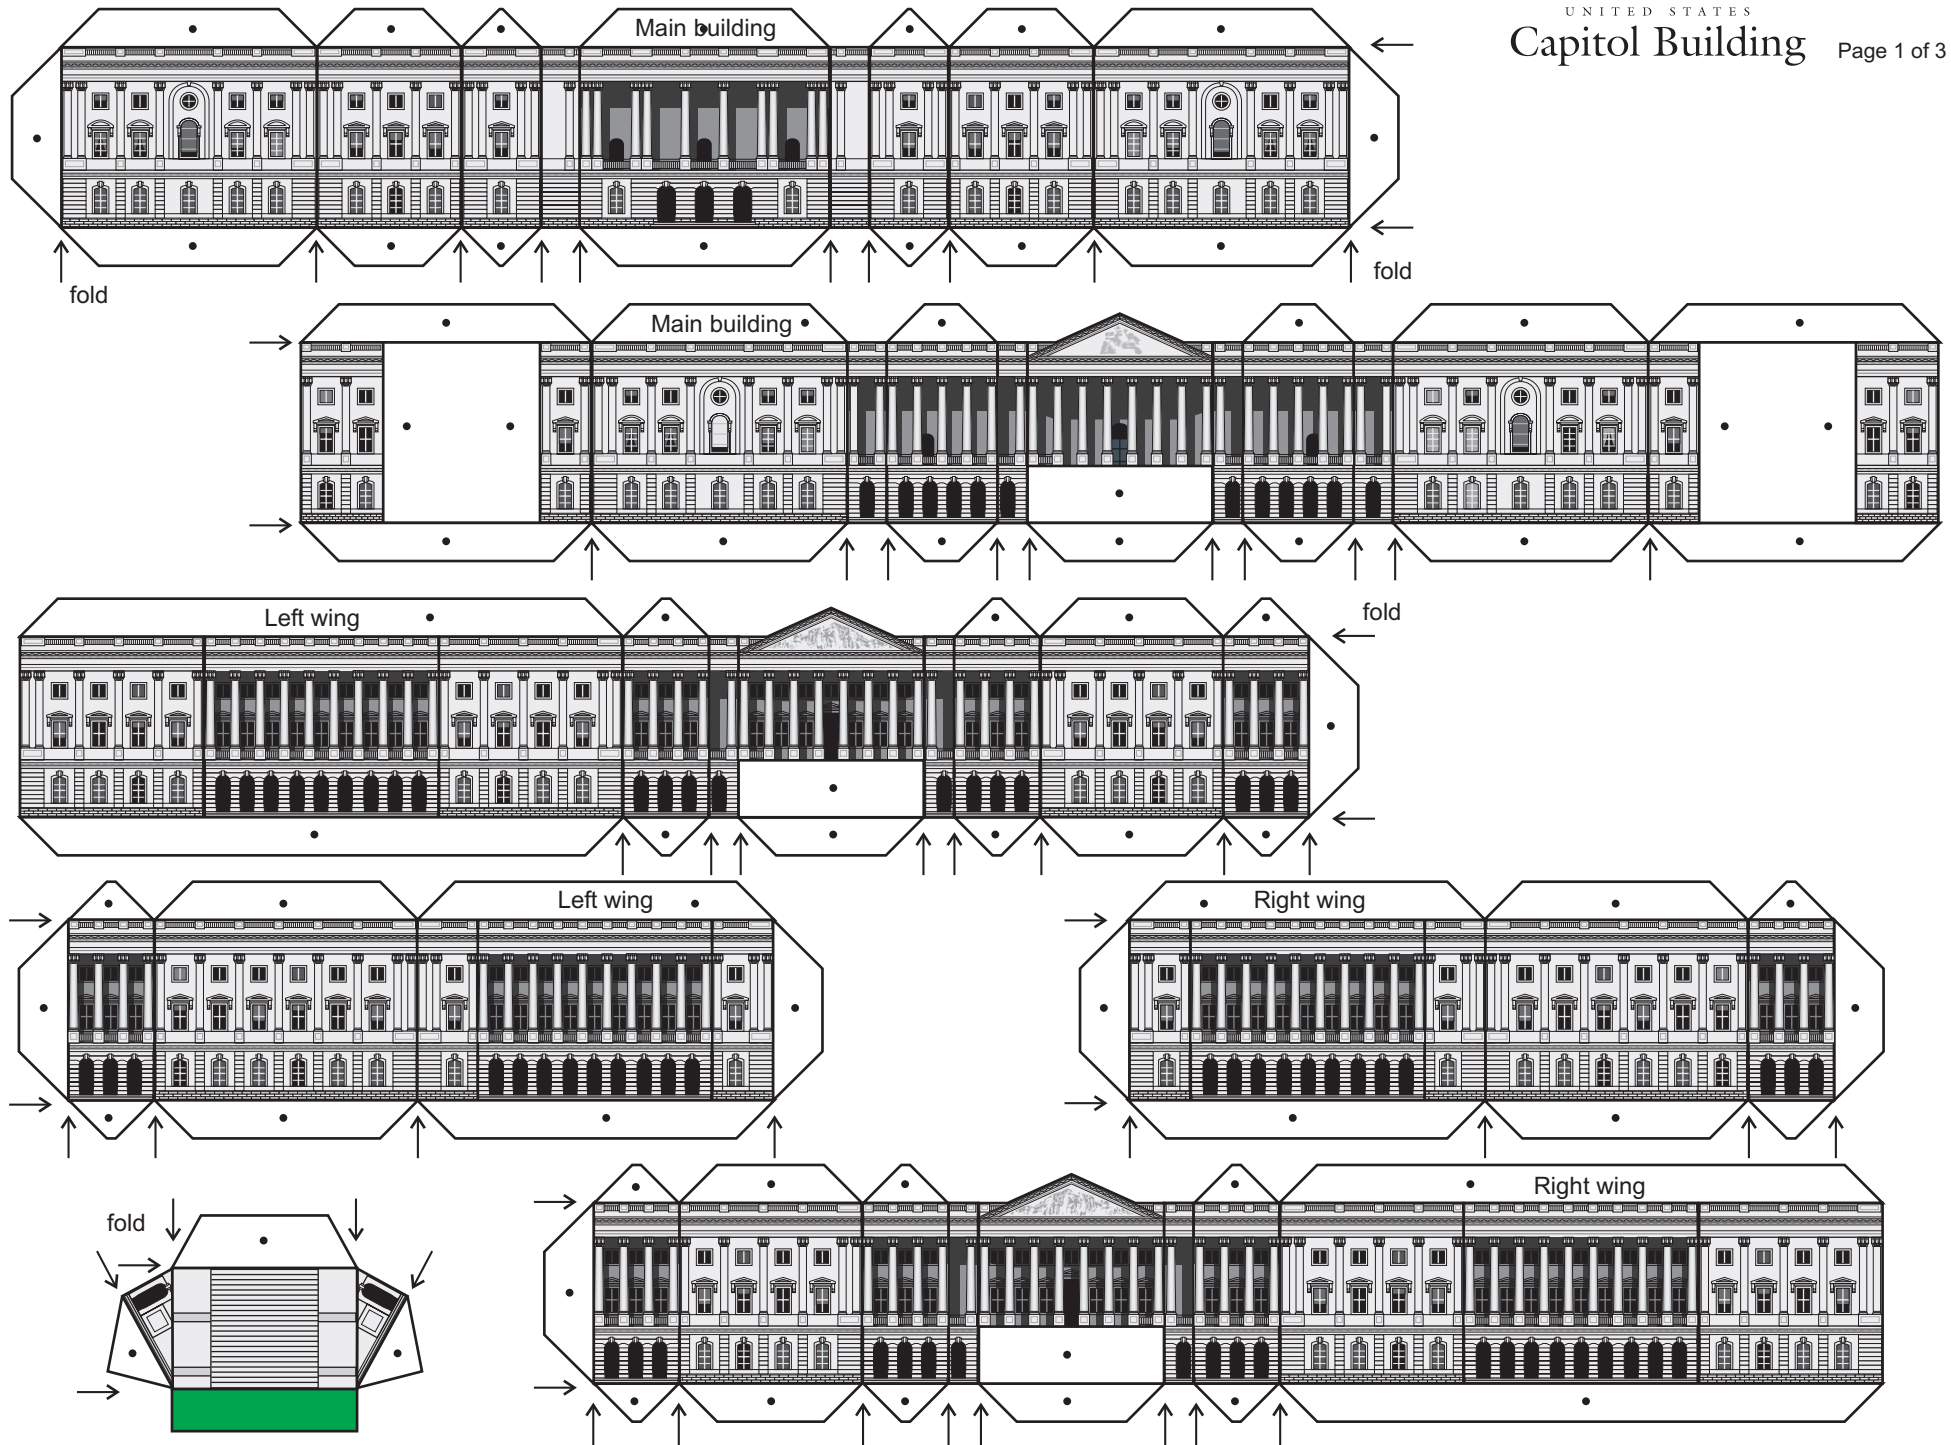 UNITED STATES
Capitol Building
Page 1 of 3
Main building
fold
fold
Main building
Left wing
fold
Left wing
Right wing
Right wing
fold